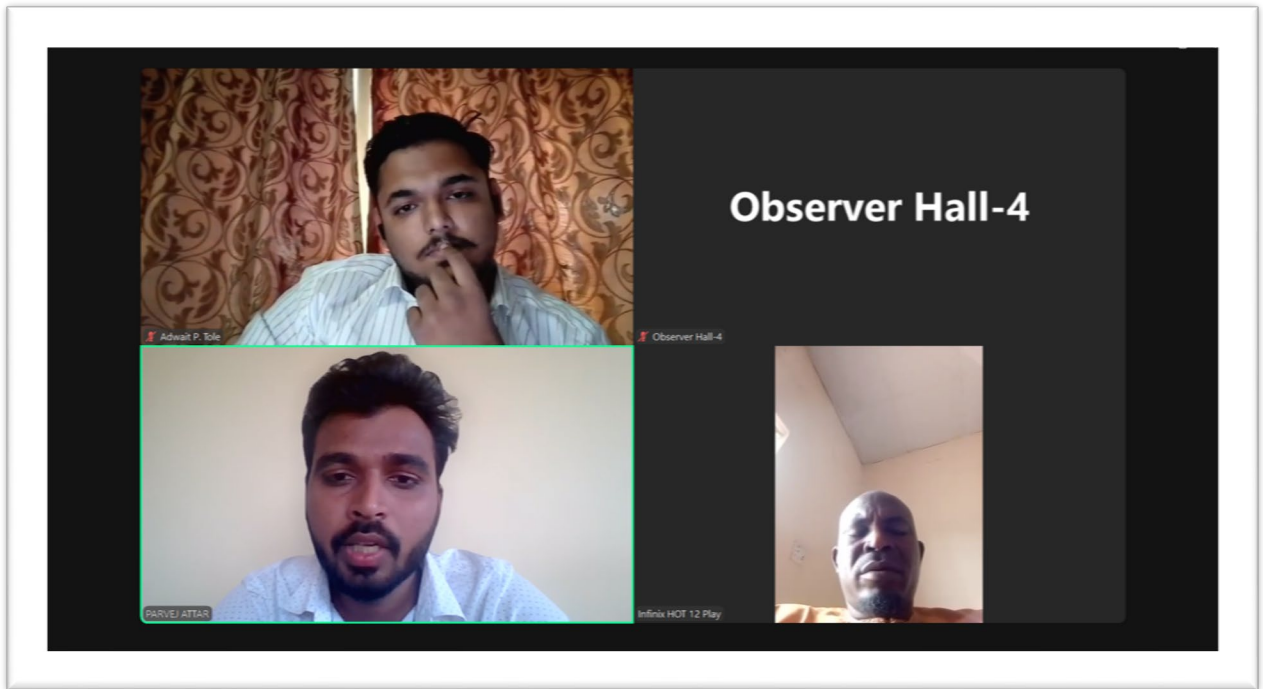 Observer Hall-4
Adwait P. Tole
Observer Hall-4
PARVEJ ATTAR
Infinix HOT 12 Play